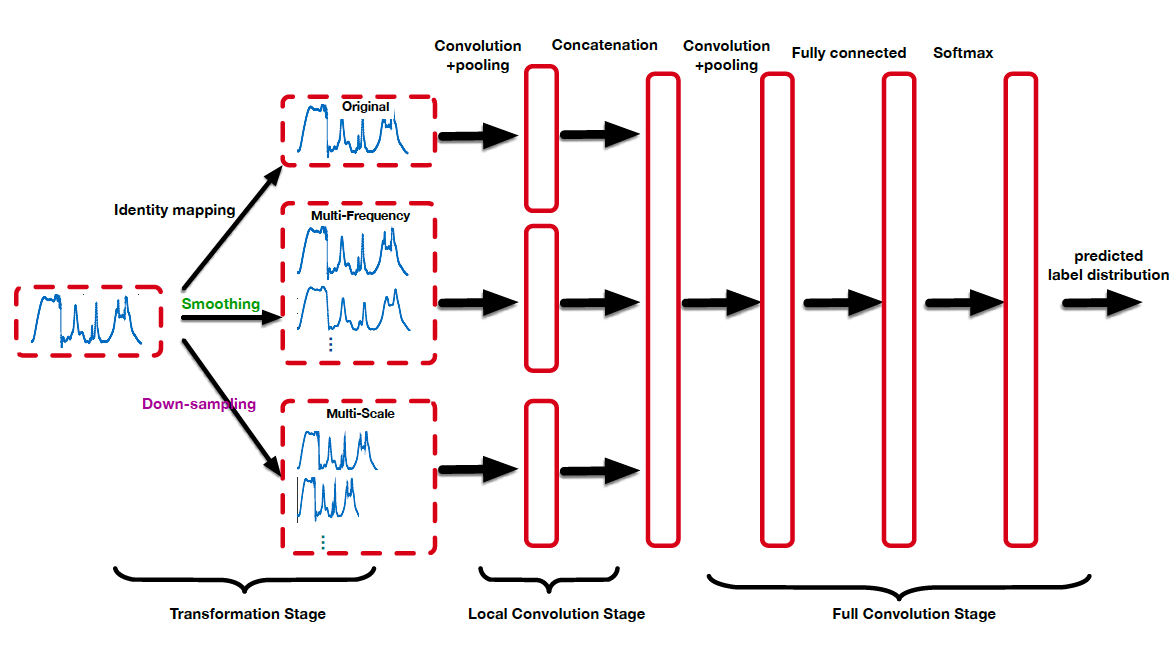 Convolution
+pooling
Concatenation
Convolution
+pooling
Fully connected
Softmax
Original
Identity mapping
Multi-Frequency
Smoothing
predicted
label distribution
Down-sampling
Multi-Scale
Transformation Stage
Local Convolution Stage
Full Convolution Stage